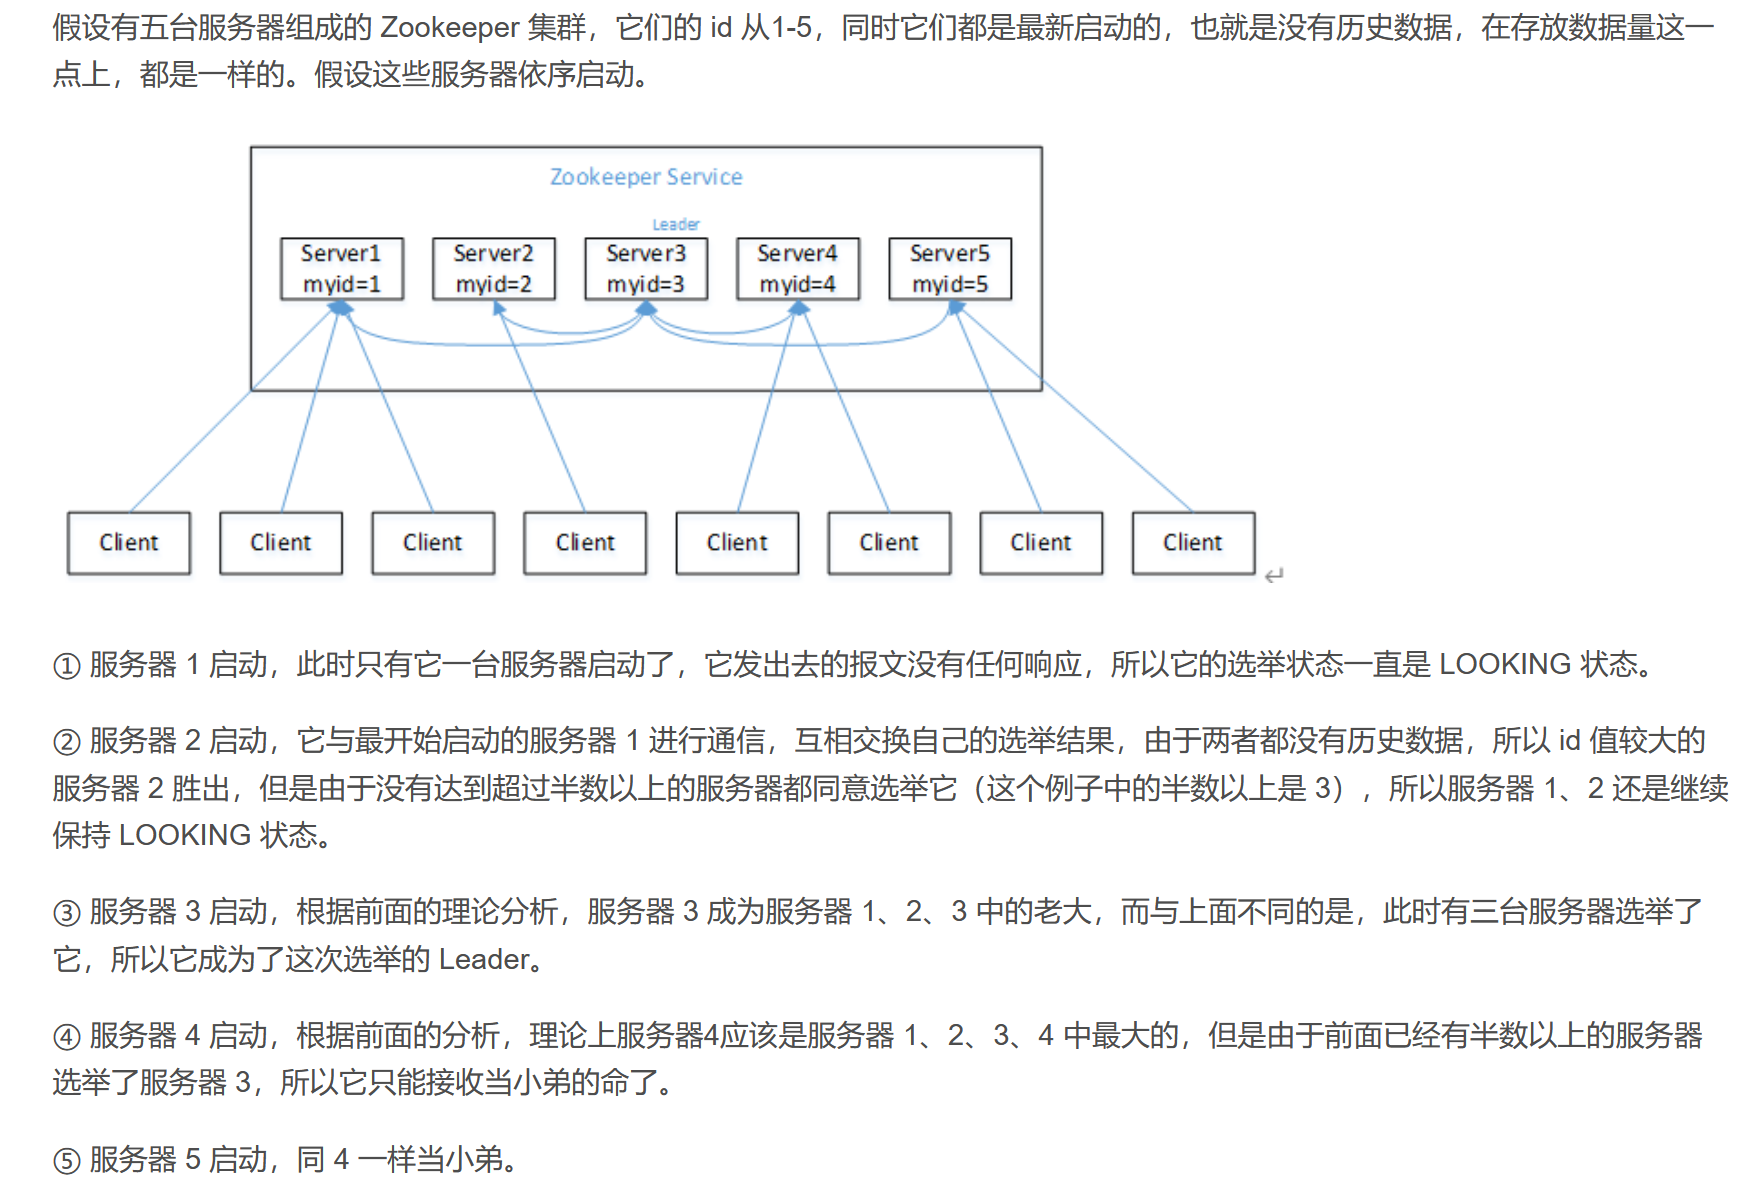 假设有五台服务器组成的 Zookeeper 集群，它们的 id 从1-5，同时它们都是最新启动的，也就是没有历史数据，在存放数据量这一
点上，都是一样的。假设这些服务器依序启动。
Zookeeper Service
Leader
Server1 Server2 Server3 Server4 Server5
myid=1 myid=2 myid=3 myid=4 myid=5
Client Client Client Client Client Client Client Client
① 服务器 1 启动，此时只有它一台服务器启动了，它发出去的报文没有任何响应，所以它的选举状态一直是 LOOKING 状态。
② 服务器 2 启动，它与最开始启动的服务器 1 进行通信，互相交换自己的选举结果，由于两者都没有历史数据，所以 id 值较大的
服务器 2 胜出，但是由于没有达到超过半数以上的服务器都同意选举它（这个例子中的半数以上是 3），所以服务器 1、2 还是继续
保持 LOOKING 状态。
③ 服务器 3 启动，根据前面的理论分析，服务器 3 成为服务器 1、2、3 中的老大，而与上面不同的是，此时有三台服务器选举了
它，所以它成为了这次选举的 Leader。
④ 服务器 4 启动，根据前面的分析，理论上服务器4应该是服务器 1、2、3、4 中最大的，但是由于前面已经有半数以上的服务器
选举了服务器 3，所以它只能接收当小弟的命了。
⑤ 服务器 5 启动，同 4 一样当小弟。